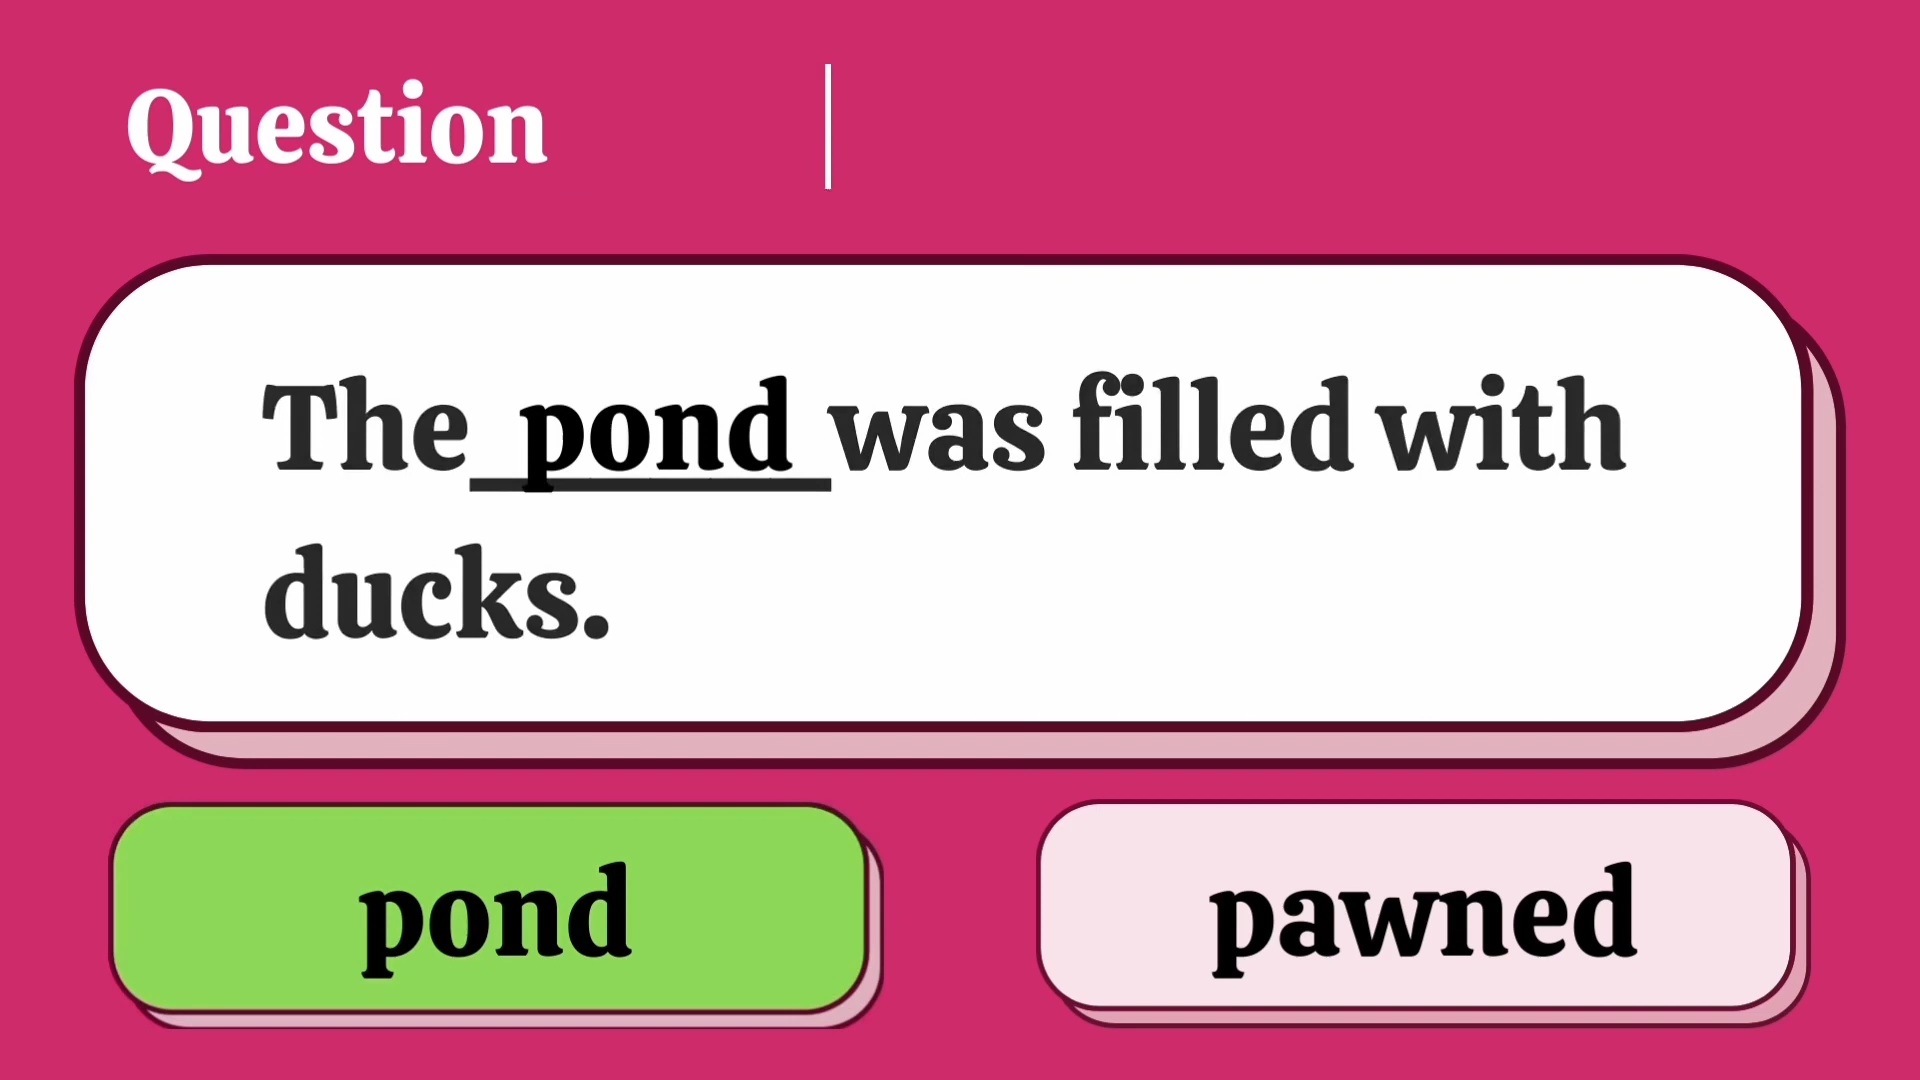 Question
The pond was filled with
ducks.
pond
pawned